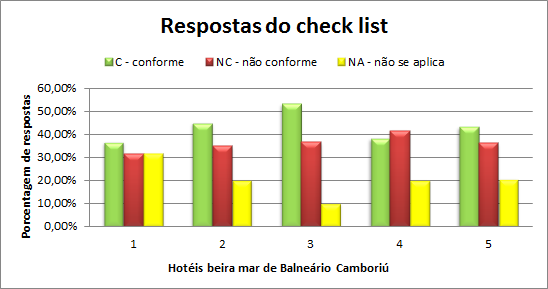 Respostas do check list
C - conforme NC - não conforme NA - não se aplica
Porcentagem de respostas
60,00%
50,00%
40,00%
30,00%
20,00%
10,00%
0,00%
1 2 3 4 5
Hotéis beira mar de Balneário Camboriú